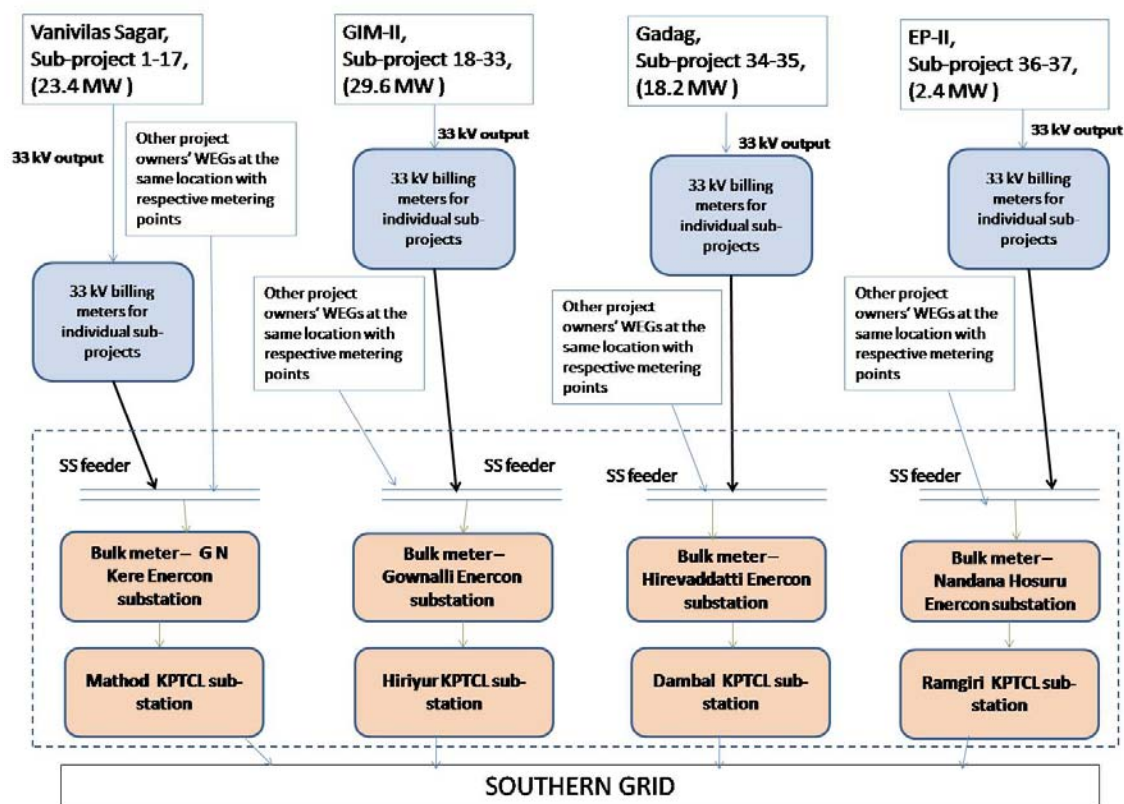 Vanivilas Sagar,
Sub-project 1-17,
(23.4 MW )
GIM-II,
Sub-project 18-33,
(29.6 MW )
Gadag,
Sub-project 34-35,
(18.2 MW )
EP-II,
Sub-project 36-37,
(2.4 MW )
33 kV output
Other project
owners’ WEGs at the
same location with
respective metering
points
33 kV output
33 kV output
33 kV output
33 kV billing
meters for
individual sub-
projects
33 kV billing
meters for
individual sub-
projects
33 kV billing
meters for
individual sub-
projects
33 kV billing
meters for
individual sub-
projects
Other project
owners’ WEGs at the
same location with
respective metering
points
Other project
owners’ WEGs at the
same location with
respective metering
points
Other project
owners’ WEGs at the
same location with
respective metering
points
SS feeder
SS feeder
SS feeder
SS feeder
Bulk meter – G N
Kere Enercon
substation
Bulk meter –
Gownalli Enercon
substation
Bulk meter –
Hirevaddatti Enercon
substation
Bulk meter –
Nandana Hosuru
Enercon substation
Mathod KPTCL sub-
station
Hiriyur KPTCL sub-
station
Dambal KPTCL sub-
station
Ramgiri KPTCL sub-
station
SOUTHERN GRID